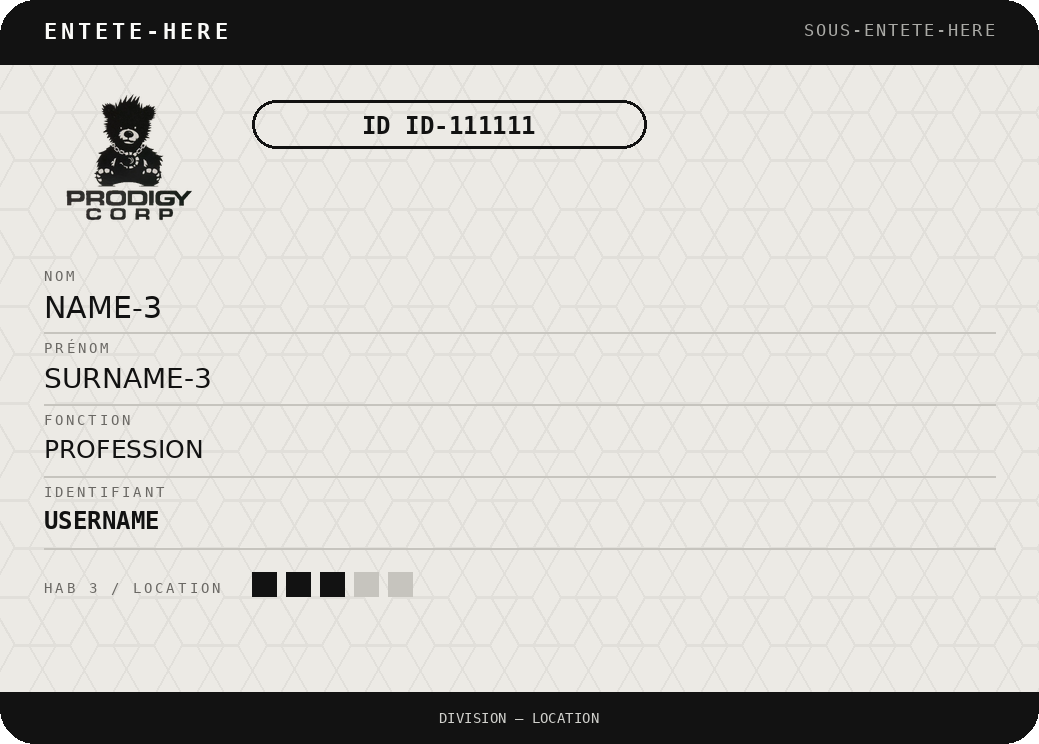 ENTETE-HERE
SOUS-ENTETE-HERE
ID ID-111111
PRODIGY
CORP
NOM
NAME-3
PRÉNOM
SURNAME-3
FONCTION
PROFESSION
IDENTIFIANT
USERNAME
HAB 3 / LOCATION
DIVISION — LOCATION